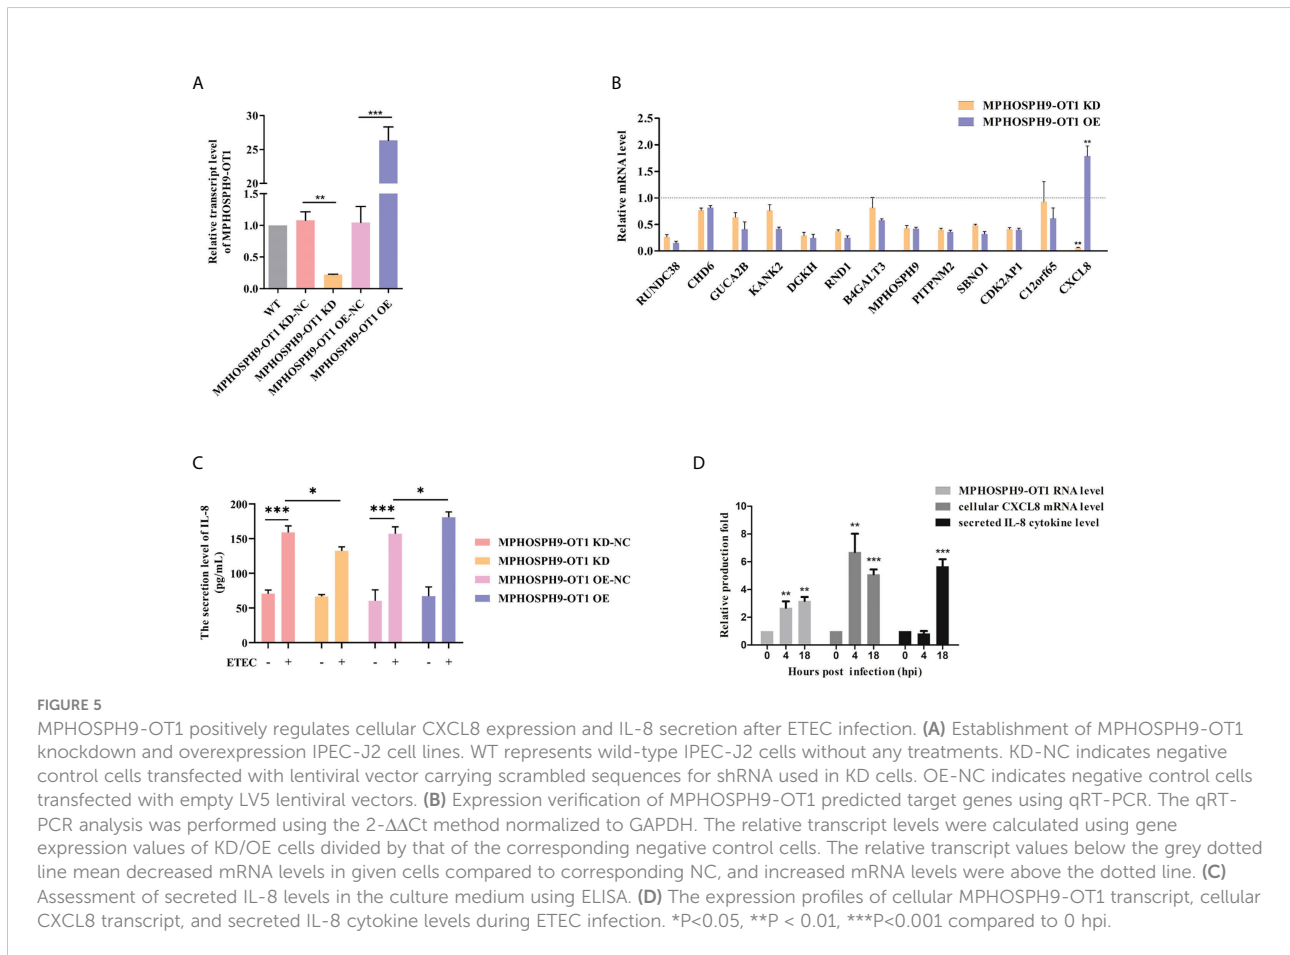 A
Relative transcript level
of MPHOSPH9-OT1
30
25
20
1.5
1.0
0.5
0.0
**
***
WT
MPHOSPH9-OT1 KD-NC
MPHOSPH9-OT1 KD
MPHOSPH9-OT1 OE-NC
MPHOSPH9-OT1 OE
B
MPHOSPH9-OT1 KD
MPHOSPH9-OT1 OE
Relative mRNA level
2.5
2.0
1.5
1.0
0.5
0.0
**
**
RUNDC38
CHD6
GUCA2B
KANK2
DGKH
RND1
B4GALT3
MPHOSPH9
PITPNM2
SBNO1
CDK2AP1
C12orf65
CXCL8
C
The secretion level of IL-8
(pg/mL)
200
150
100
50
0
***
*
***
*
ETEC - + - + - + - +
MPHOSPH9-OT1 KD-NC
MPHOSPH9-OT1 KD
MPHOSPH9-OT1 OE-NC
MPHOSPH9-OT1 OE
D
MPHOSPH9-OT1 RNA level
cellular CXCL8 mRNA level
secreted IL-8 cytokine level
Relative production fold
10
8
6
4
2
0
** **
** ***
***
0 4 18 0 4 18 0 4 18
Hours post infection (hpi)
FIGURE 5
MPHOSPH9-OT1 positively regulates cellular CXCL8 expression and IL-8 secretion after ETEC infection. (A) Establishment of MPHOSPH9-OT1
knockdown and overexpression IPEC-J2 cell lines. WT represents wild-type IPEC-J2 cells without any treatments. KD-NC indicates negative
control cells transfected with lentiviral vector carrying scrambled sequences for shRNA used in KD cells. OE-NC indicates negative control cells
transfected with empty LV5 lentiviral vectors. (B) Expression verification of MPHOSPH9-OT1 predicted target genes using qRT-PCR. The qRT-
PCR analysis was performed using the 2-ΔΔCt method normalized to GAPDH. The relative transcript levels were calculated using gene
expression values of KD/OE cells divided by that of the corresponding negative control cells. The relative transcript values below the grey dotted
line mean decreased mRNA levels in given cells compared to corresponding NC, and increased mRNA levels were above the dotted line. (C)
Assessment of secreted IL-8 levels in the culture medium using ELISA. (D) The expression profiles of cellular MPHOSPH9-OT1 transcript, cellular
CXCL8 transcript, and secreted IL-8 cytokine levels during ETEC infection. *P<0.05, **P < 0.01, ***P<0.001 compared to 0 hpi.